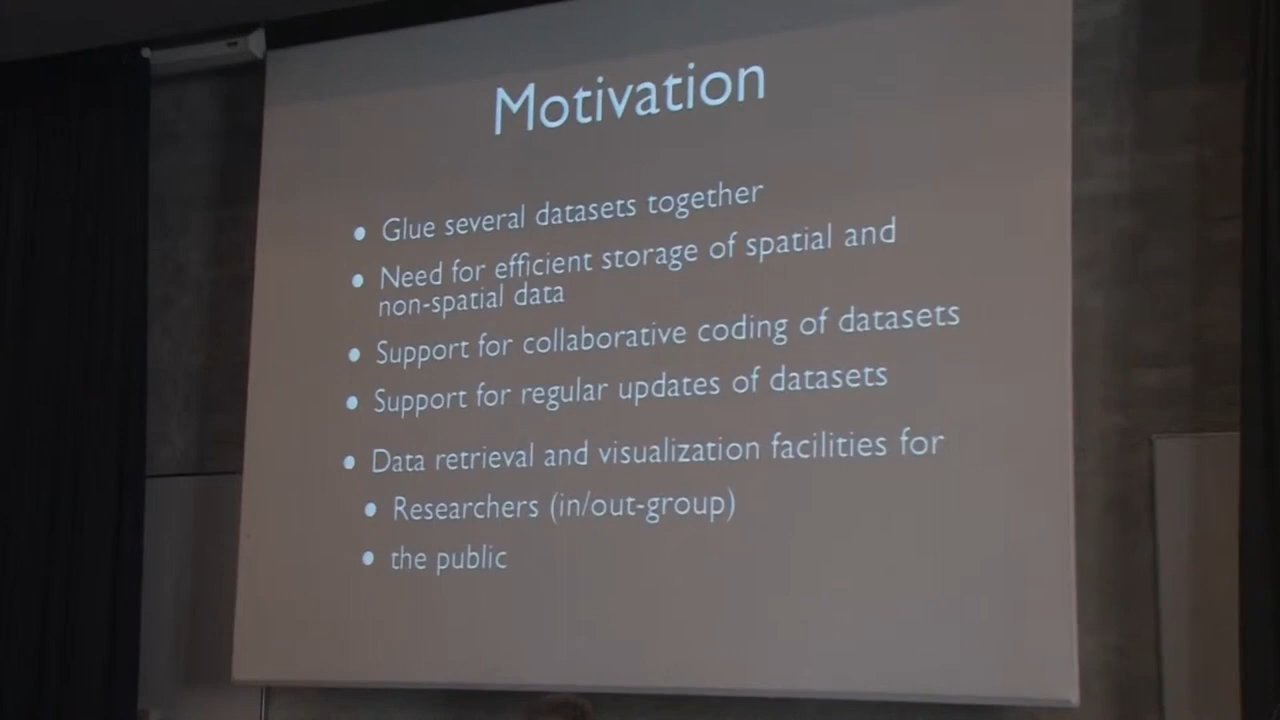 Motivation
• Glue several datasets together
• Need for efficient storage of spatial and
non-spatial data
• Support for collaborative coding of datasets
• Support for regular updates of datasets
• Data retrieval and visualization facilities for
• Researchers (in/out-group)
• the public